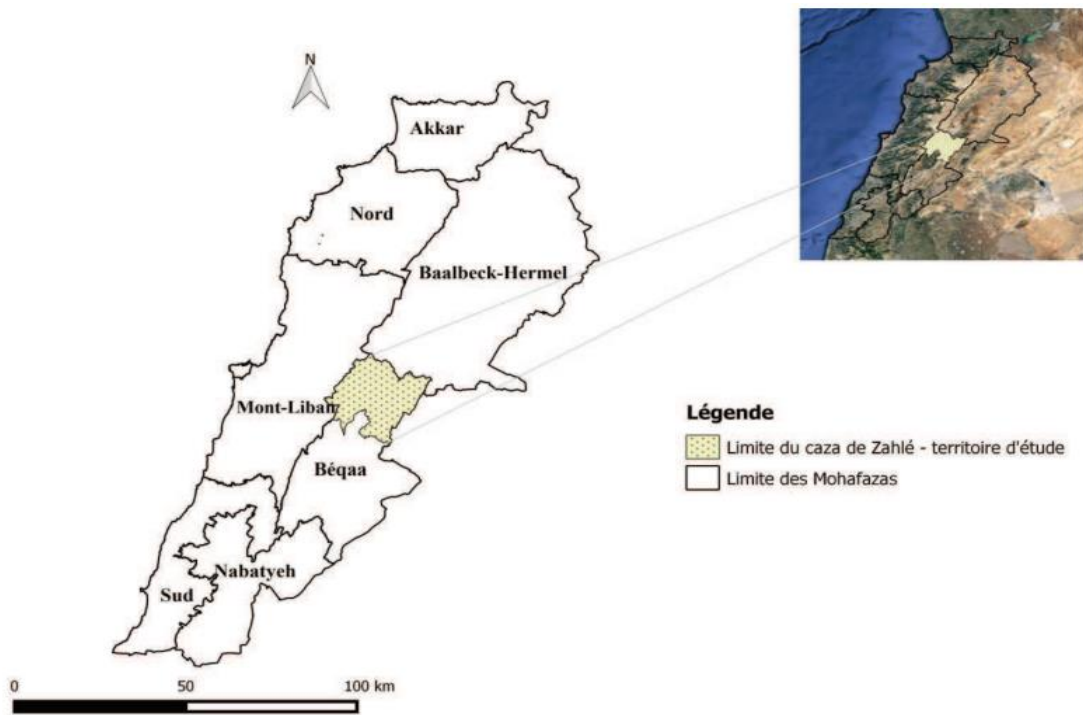 N
Akkar
Nord
Baalbeck-Hermel
Mont-Liban
Béqaa
Nabatyeh
Sud
Légende
Limite du caza de Zahlé - territoire d'étude
Limite des Mohafazas
0 50 100 km